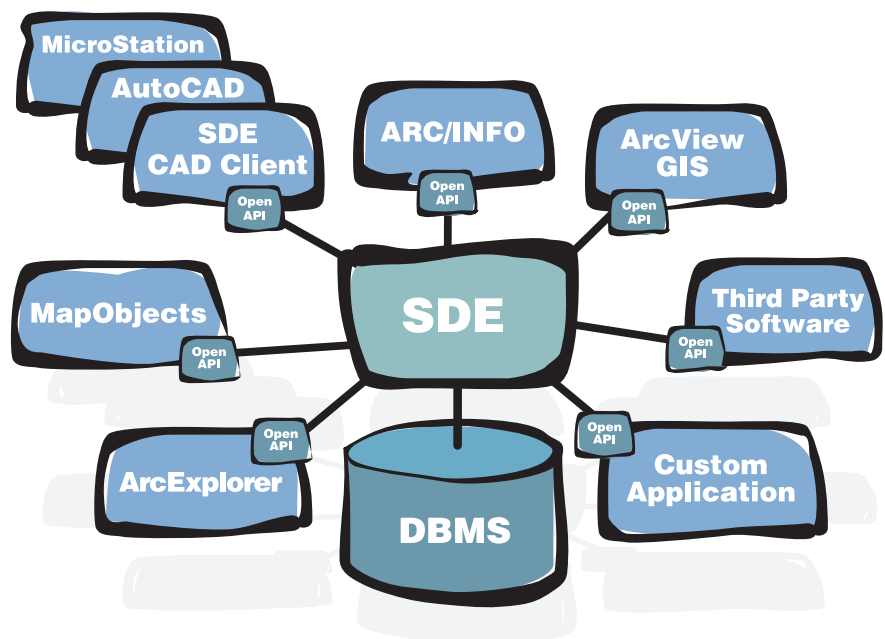 MicroStation
AutoCAD
SDE
CAD Client
Open
API
ARC/INFO
Open
API
ArcView
GIS
Open
API
MapObjects
Open
API
SDE
Third Party
Software
Open
API
ArcExplorer
Open
API
DBMS
Open
API
Custom
Application